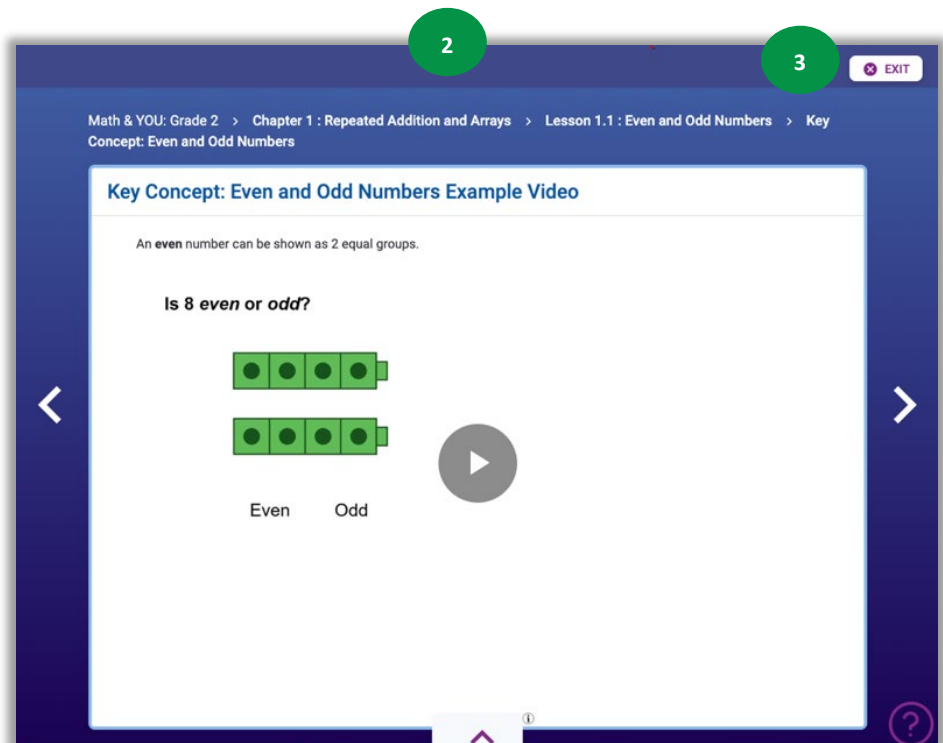 2
3
EXIT
Math & YOU: Grade 2 > Chapter 1 : Repeated Addition and Arrays > Lesson 1.1 : Even and Odd Numbers > Key
Concept: Even and Odd Numbers
Key Concept: Even and Odd Numbers Example Video
An even number can be shown as 2 equal groups.
Is 8 even or odd?
Even Odd